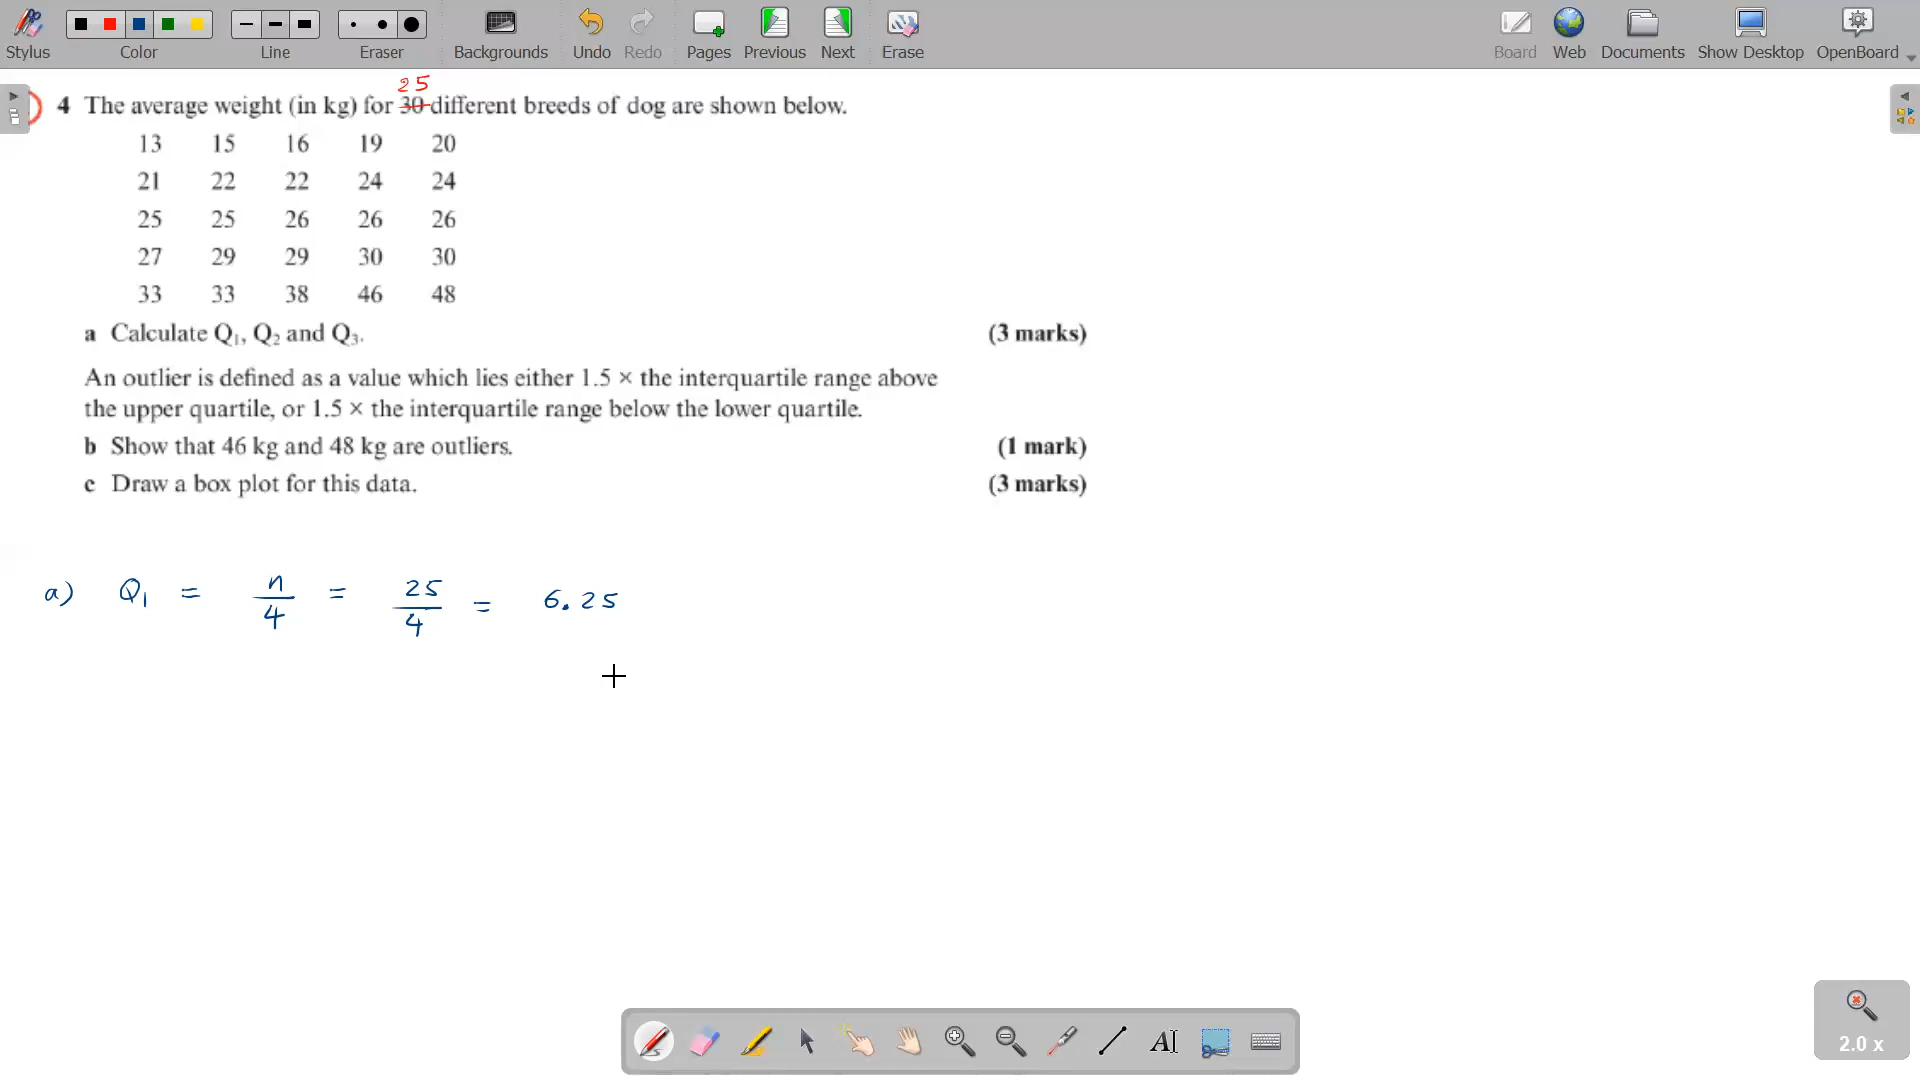 Stylus Color Line Eraser Backgrounds Undo Redo Pages Previous Next Erase Board Web Documents Show Desktop OpenBoard
25
4 The average weight (in kg) for 30 different breeds of dog are shown below.
13 15 16 19 20
21 22 22 24 24
25 25 26 26 26
27 29 29 30 30
33 33 38 46 48
a Calculate Q₁, Q₂ and Q₃. (3 marks)
An outlier is defined as a value which lies either 1.5 × the interquartile range above
the upper quartile, or 1.5 × the interquartile range below the lower quartile.
b Show that 46 kg and 48 kg are outliers. (1 mark)
c Draw a box plot for this data. (3 marks)
a) Q₁ = n/4 = 25/4 = 6.25
AI
2.0 x